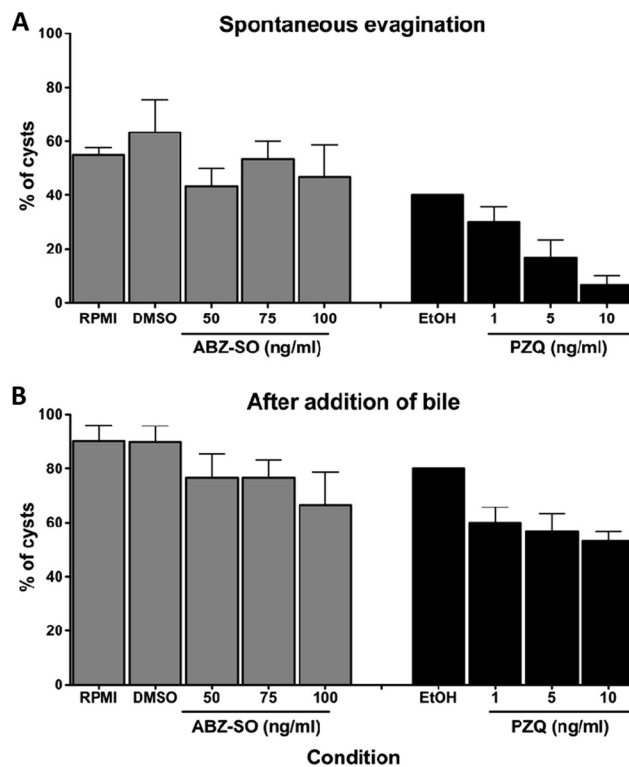 A
Spontaneous evagination
% of cysts
100
80
60
40
20
0
RPMI DMSO 50 75 100 EtOH 1 5 10
ABZ-SO (ng/ml) PZQ (ng/ml)
B
After addition of bile
% of cysts
100
80
60
40
20
0
RPMI DMSO 50 75 100 EtOH 1 5 10
ABZ-SO (ng/ml) PZQ (ng/ml)
Condition